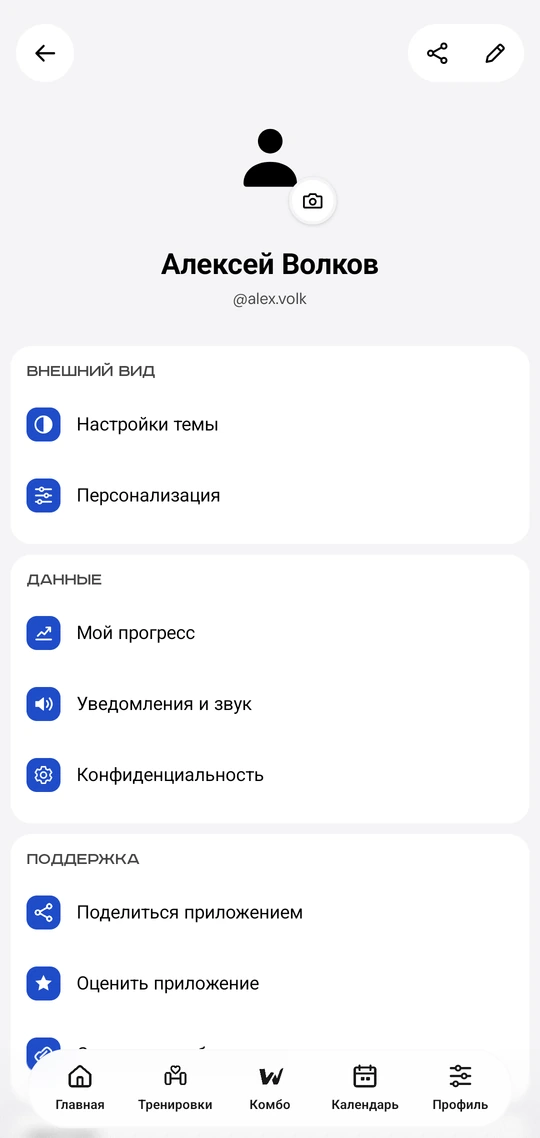 Алексей Волков
@alex.volk
ВНЕШНИЙ ВИД
Настройки темы
Персонализация
ДАННЫЕ
Мой прогресс
Уведомления и звук
Конфиденциальность
ПОДДЕРЖКА
Поделиться приложением
Оценить приложение
Главная
Тренировки
Комбо
Календарь
Профиль